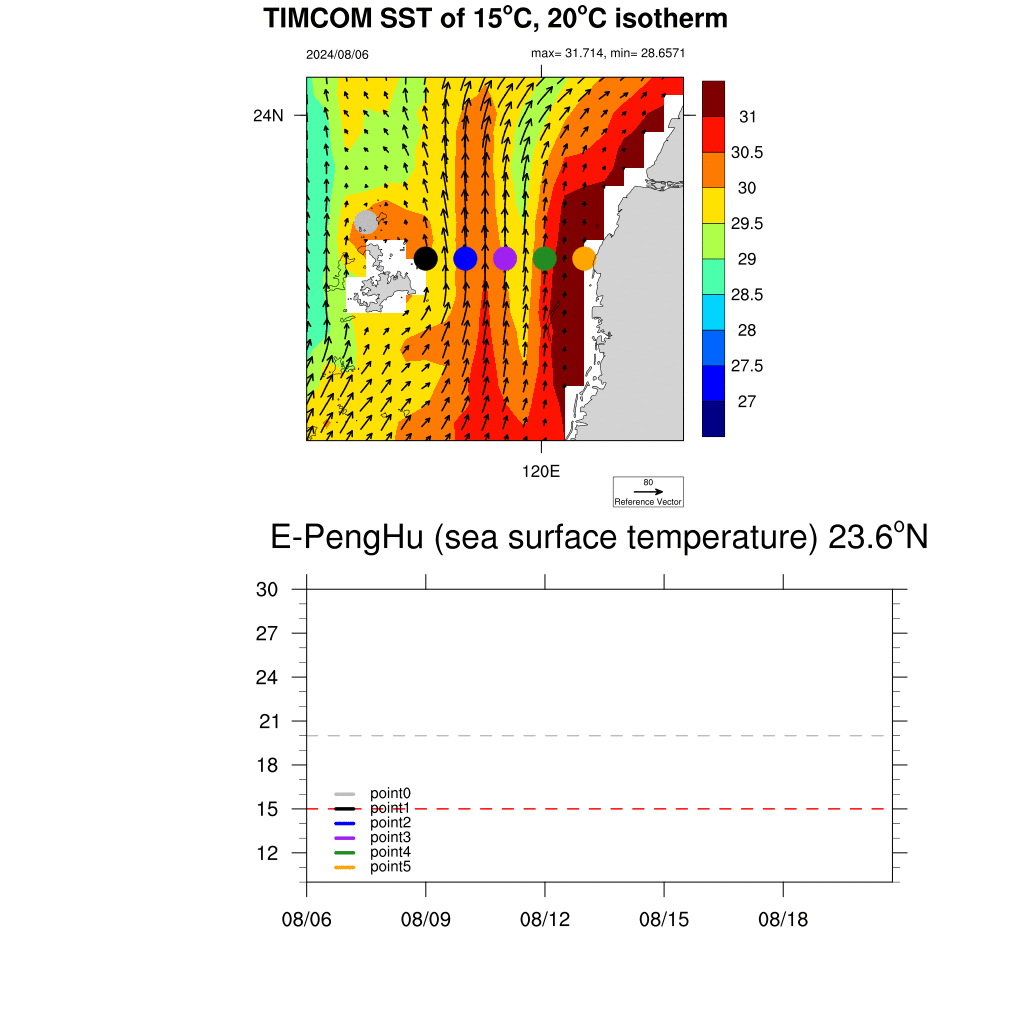 TIMCOM SST of 15°C, 20°C isotherm
2024/08/06
max= 31.714, min= 28.6571
24N
31
30.5
30
29.5
29
28.5
28
27.5
27
120E
80
Reference Vector
E-PengHu (sea surface temperature) 23.6°N
30
27
24
21
18
15
12
point0
point1
point2
point3
point4
point5
08/06
08/09
08/12
08/15
08/18